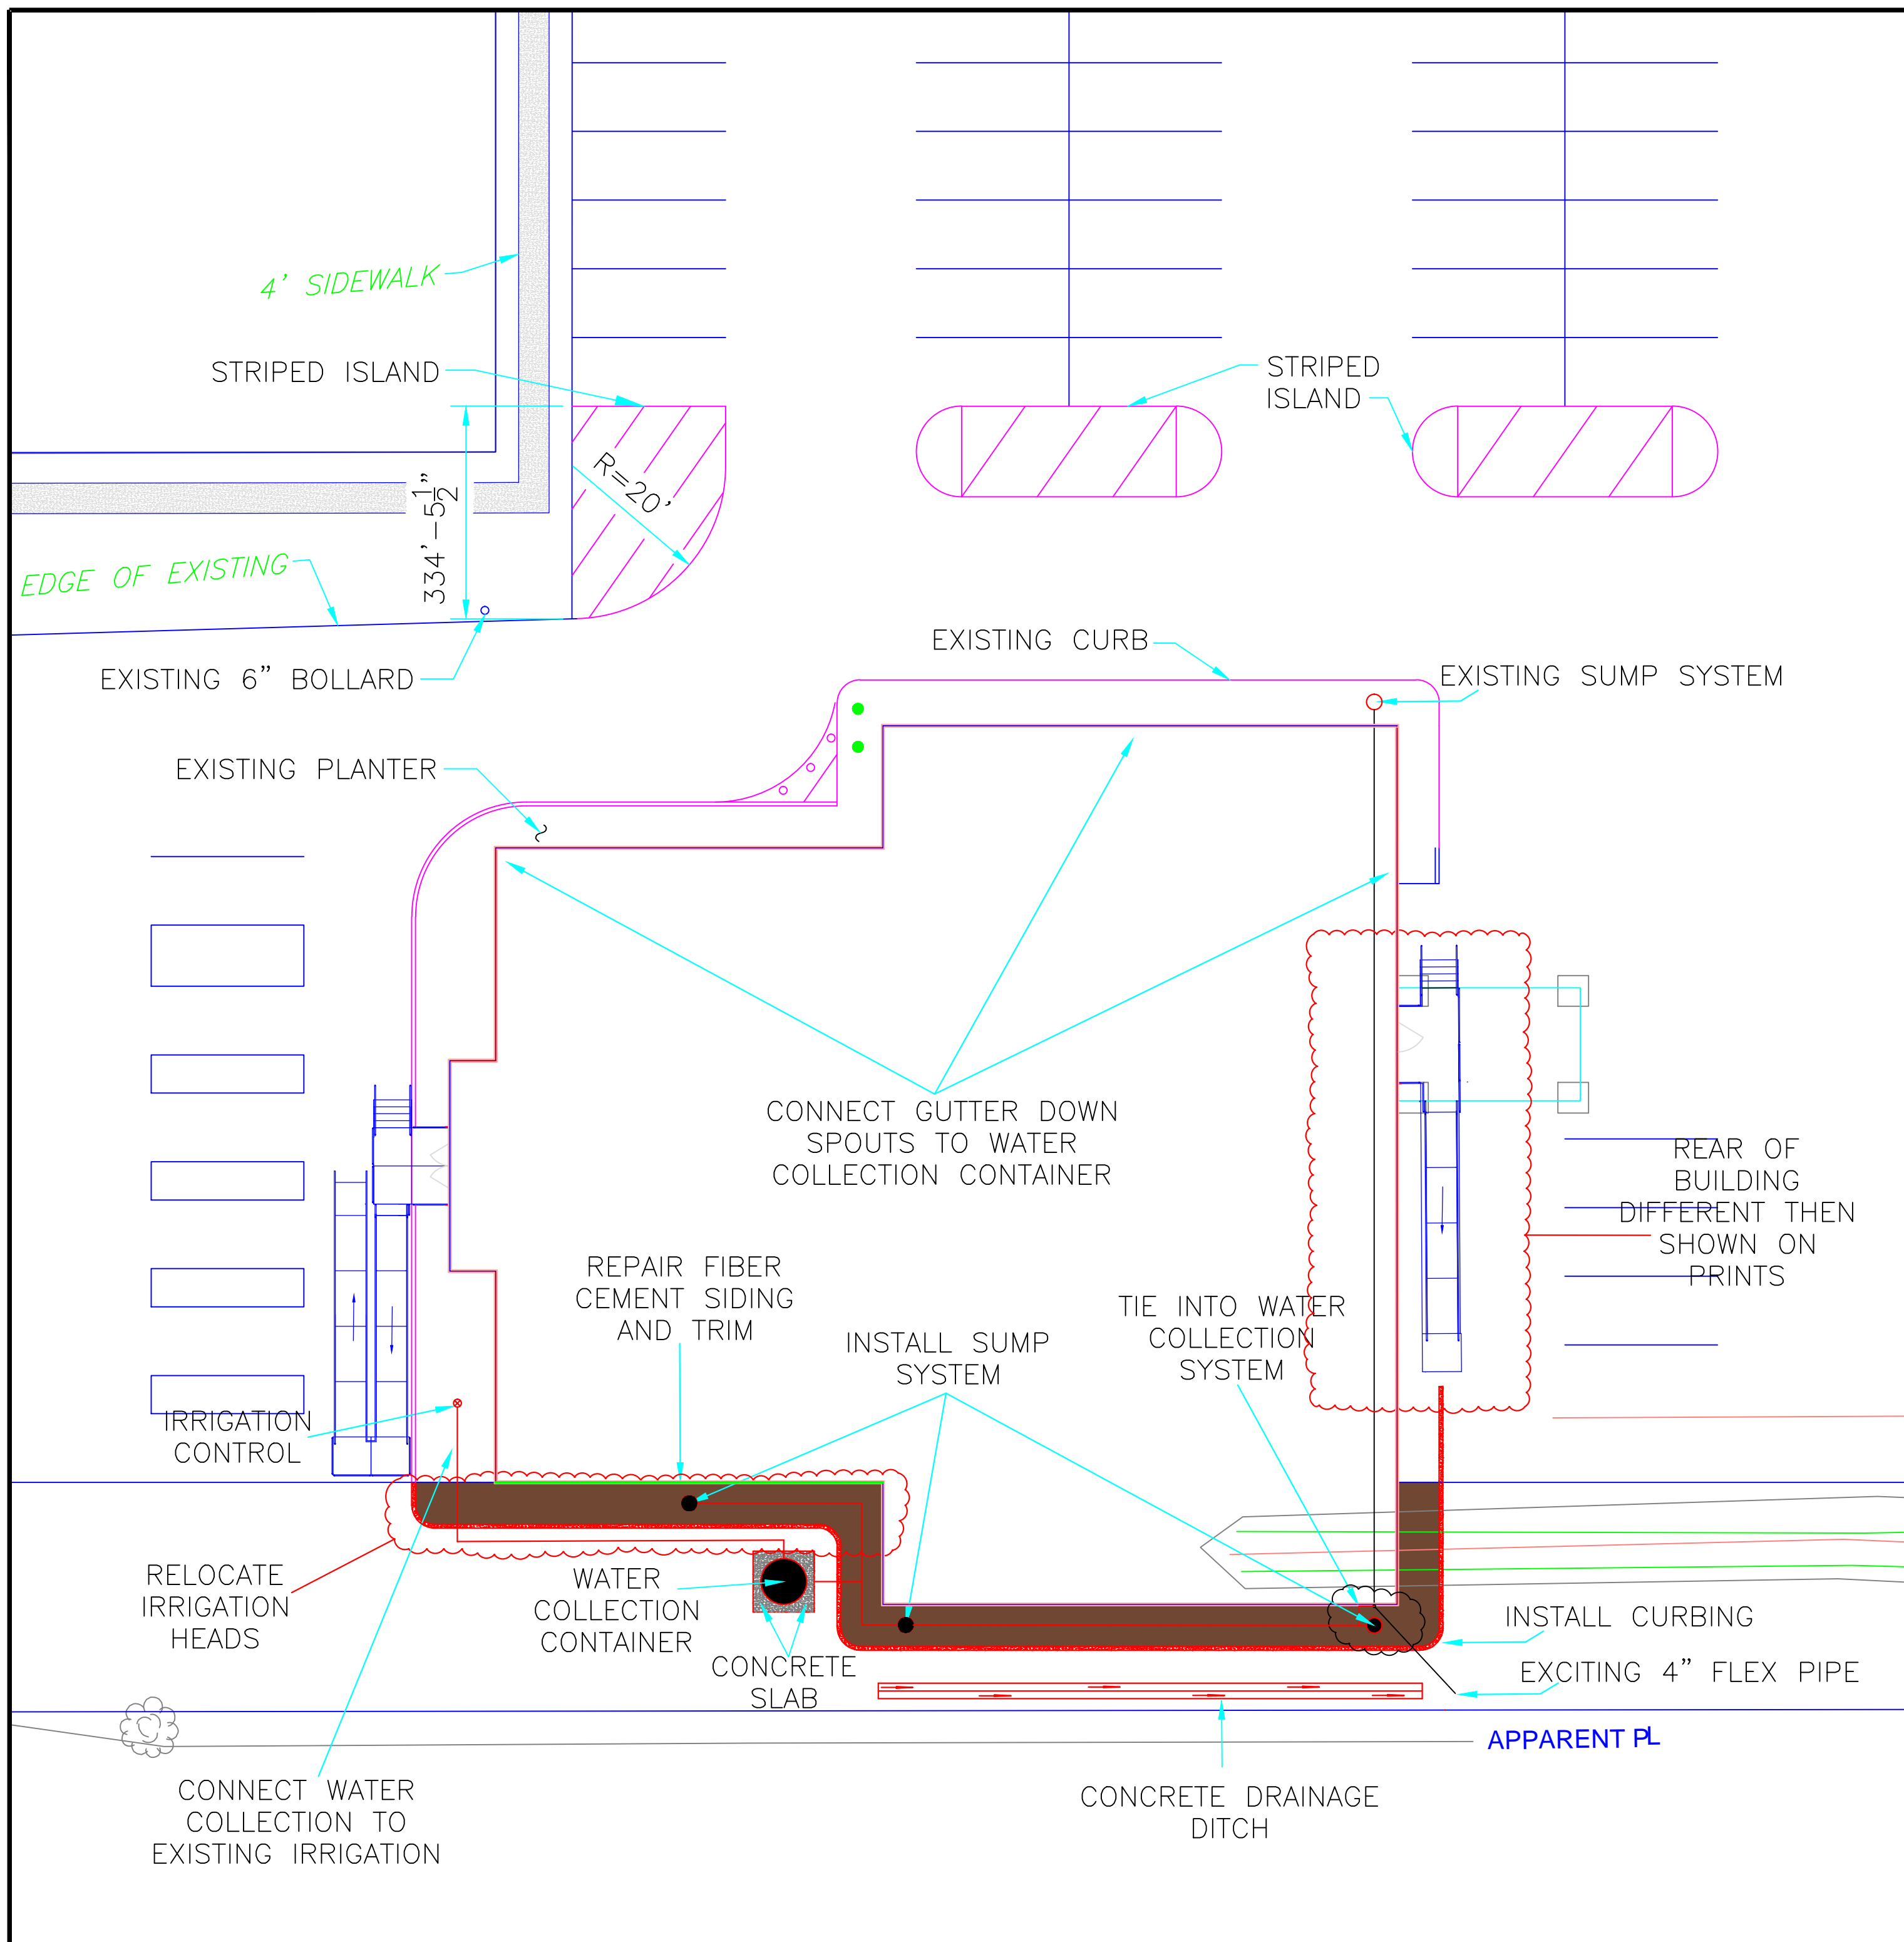 4' SIDEWALK
STRIPED ISLAND
STRIPED
ISLAND
R=20'
334'-5 1/2"
EDGE OF EXISTING
EXISTING 6" BOLLARD
EXISTING CURB
EXISTING SUMP SYSTEM
EXISTING PLANTER
CONNECT GUTTER DOWN
SPOUTS TO WATER
COLLECTION CONTAINER
REAR OF
BUILDING
DIFFERENT THEN
SHOWN ON
PRINTS
REPAIR FIBER
CEMENT SIDING
AND TRIM
INSTALL SUMP
SYSTEM
TIE INTO WATER
COLLECTION
SYSTEM
IRRIGATION
CONTROL
RELOCATE
IRRIGATION
HEADS
WATER
COLLECTION
CONTAINER
CONCRETE
SLAB
INSTALL CURBING
EXCITING 4" FLEX PIPE
APPARENT PL
CONNECT WATER
COLLECTION TO
EXISTING IRRIGATION
CONCRETE DRAINAGE
DITCH